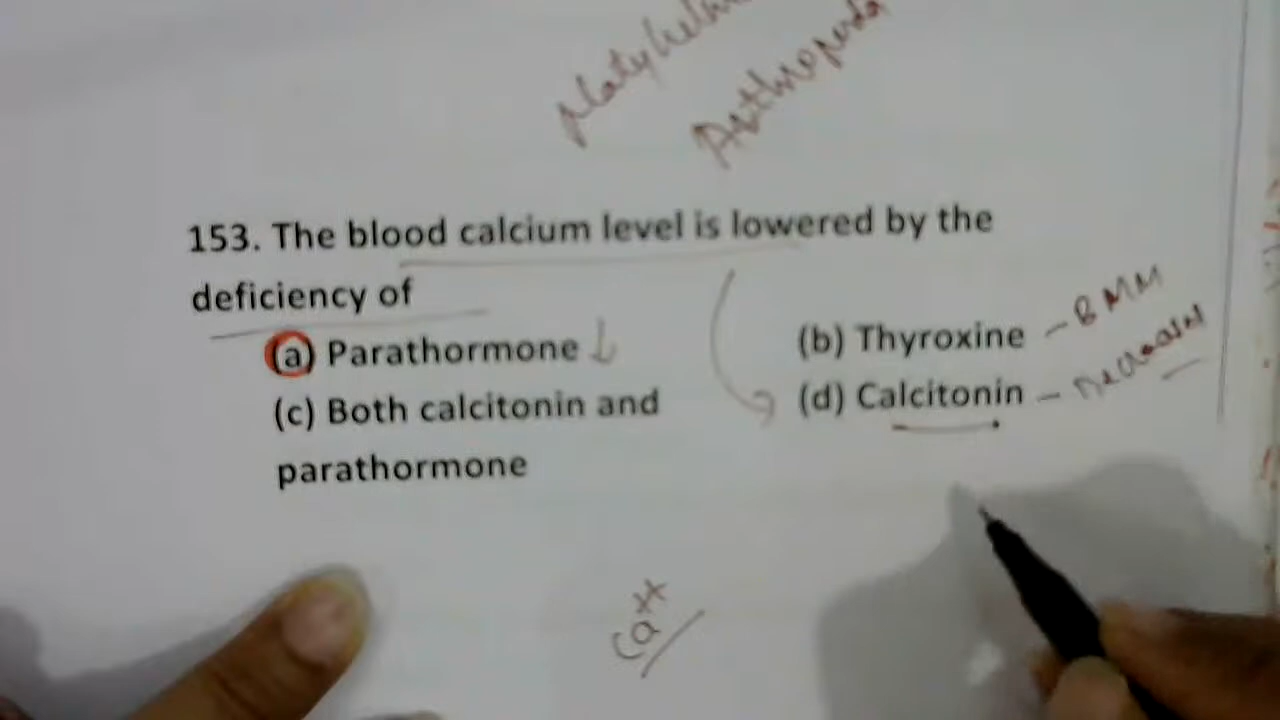 Arthropoda
153. The blood calcium level is lowered by the
deficiency of
(a) Parathormone ↓
(b) Thyroxine – BMM
(c) Both calcitonin and
parathormone
(d) Calcitonin –
Ca++